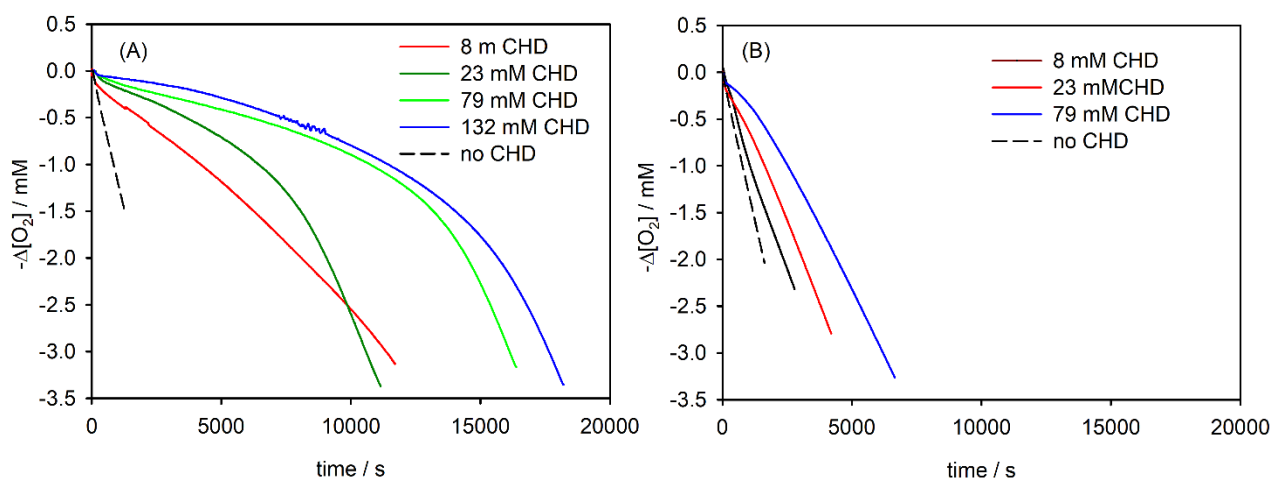 (A)
8 m CHD
23 mM CHD
79 mM CHD
132 mM CHD
no CHD
0.5
0.0
-0.5
-1.0
-1.5
-2.0
-2.5
-3.0
-3.5
-Δ[O₂] / mM
0
5000
10000
15000
20000
time / s
(B)
8 mM CHD
23 mMCHD
79 mM CHD
no CHD
0.5
0.0
-0.5
-1.0
-1.5
-2.0
-2.5
-3.0
-3.5
-Δ[O₂] / mM
0
5000
10000
15000
20000
time / s